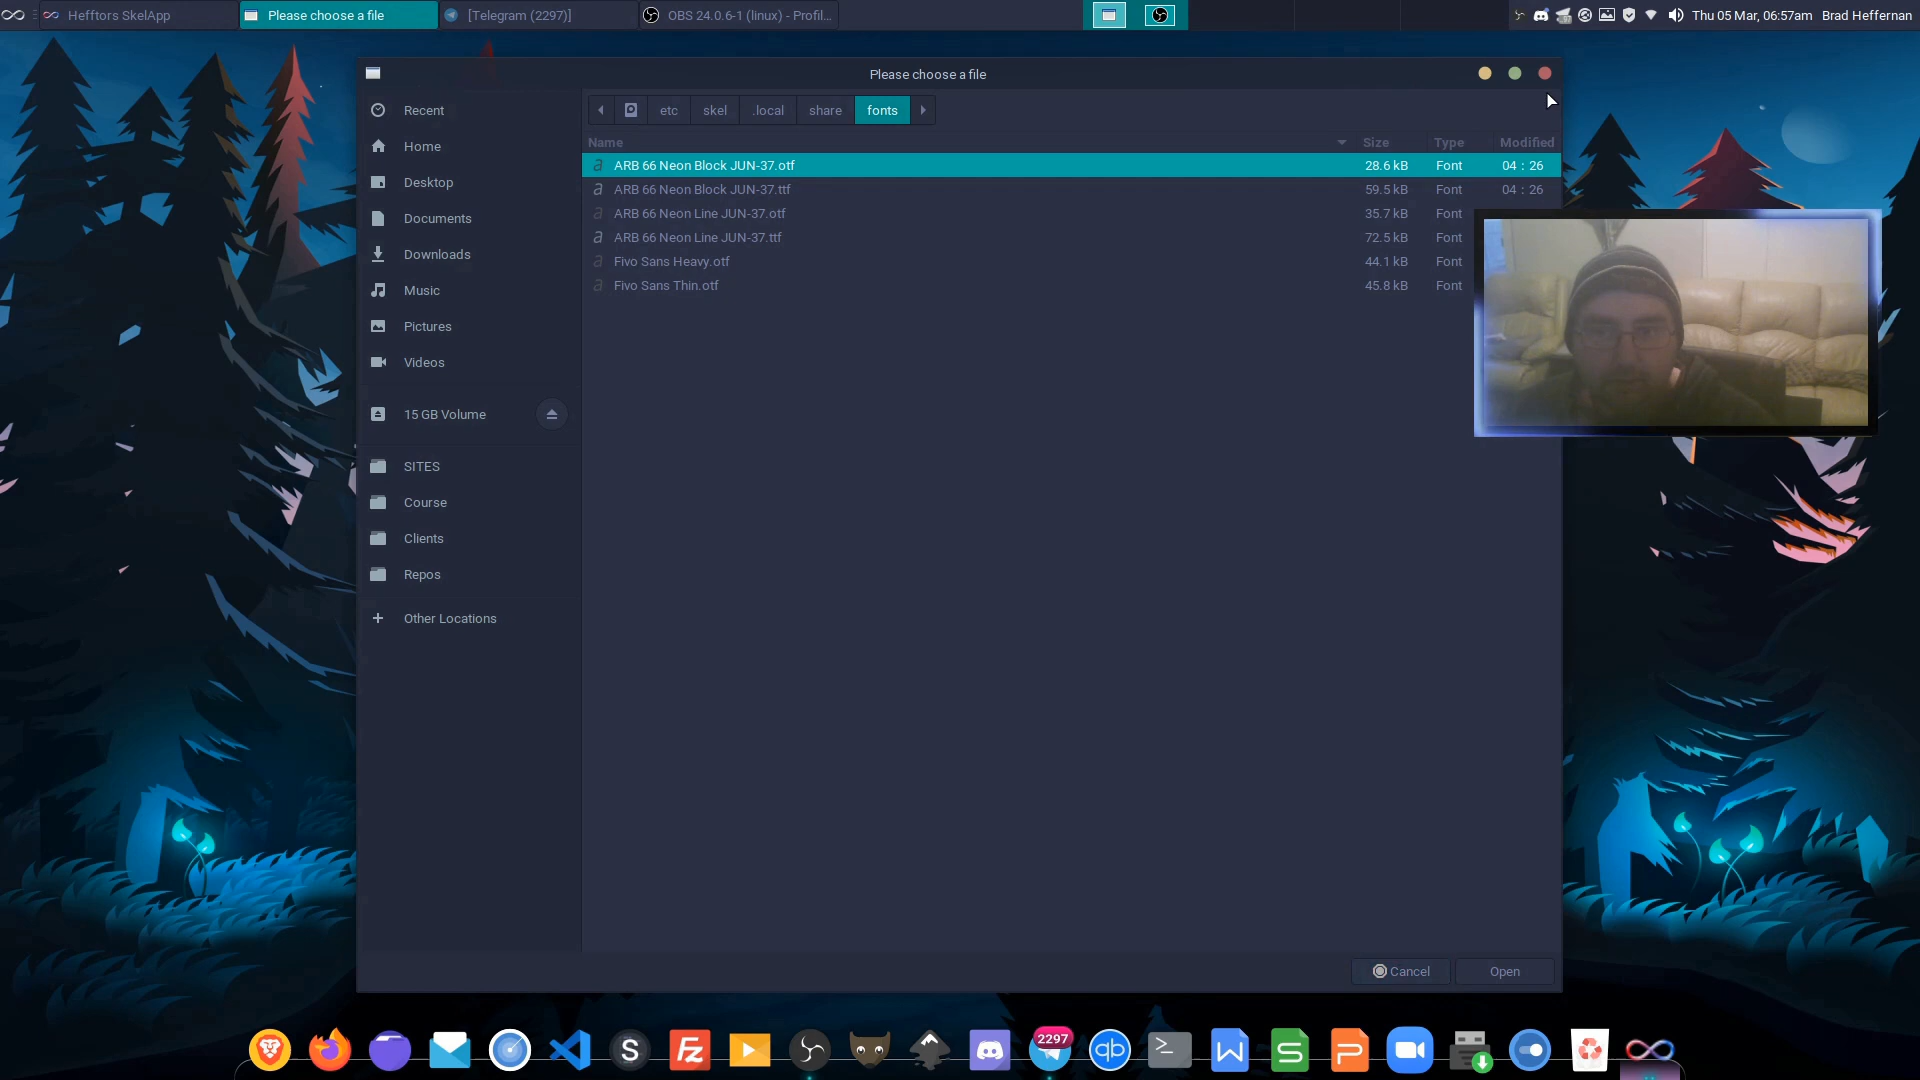 Hefftors SkelApp
Please choose a file
[Telegram (2297)]
OBS 24.0.6-1 (linux) - Profil...
Thu 05 Mar, 06:57am
Brad Heffernan
Please choose a file
Recent
Home
Desktop
Documents
Downloads
Music
Pictures
Videos
15 GB Volume
SITES
Course
Clients
Repos
Other Locations
etc
skel
.local
share
fonts
Name Size Type Modified
ARB 66 Neon Block JUN-37.otf 28.6 kB Font 04 : 26
ARB 66 Neon Block JUN-37.ttf 59.5 kB Font 04 : 26
ARB 66 Neon Line JUN-37.otf 35.7 kB Font
ARB 66 Neon Line JUN-37.ttf 72.5 kB Font
Fivo Sans Heavy.otf 44.1 kB Font
Fivo Sans Thin.otf 45.8 kB Font
Cancel
Open
S
FZ
2297
qb
W
S
P